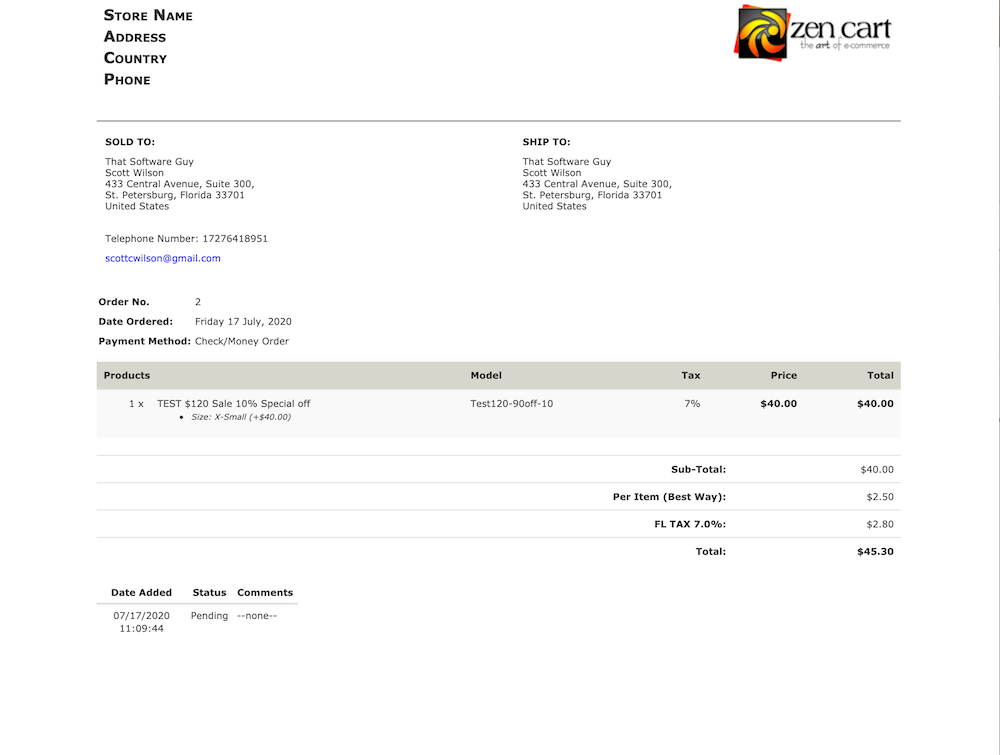 STORE NAME
ADDRESS
COUNTRY
PHONE
zen cart
the art of e-commerce
SOLD TO:
That Software Guy
Scott Wilson
433 Central Avenue, Suite 300,
St. Petersburg, Florida 33701
United States
Telephone Number: 17276418951
scottcwilson@gmail.com
SHIP TO:
That Software Guy
Scott Wilson
433 Central Avenue, Suite 300,
St. Petersburg, Florida 33701
United States
Order No. 2
Date Ordered: Friday 17 July, 2020
Payment Method: Check/Money Order
Products Model Tax Price Total
1 x TEST $120 Sale 10% Special off Test120-90off-10 7% $40.00 $40.00
• Size: X-Small (+$40.00)
Sub-Total: $40.00
Per Item (Best Way): $2.50
FL TAX 7.0%: $2.80
Total: $45.30
Date Added Status Comments
07/17/2020 Pending --none--
11:09:44